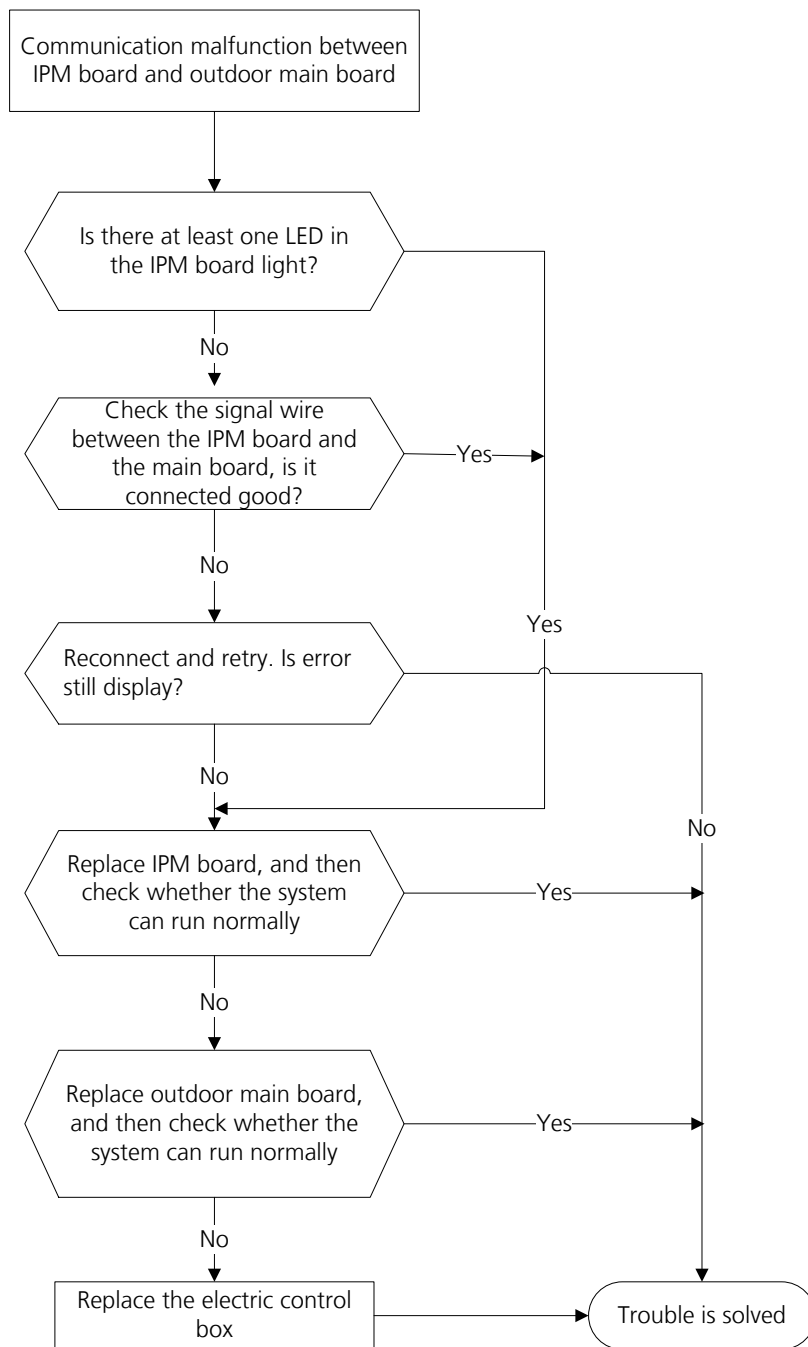 Communication malfunction between
IPM board and outdoor main board
Is there at least one LED in
the IPM board light?
No
Check the signal wire
between the IPM board and
the main board, is it
connected good?
Yes
No
Yes
Reconnect and retry. Is error
still display?
No
No
Replace IPM board, and then
check whether the system
can run normally
Yes
No
Replace outdoor main board,
and then check whether the
system can run normally
Yes
No
Replace the electric control
box
Trouble is solved